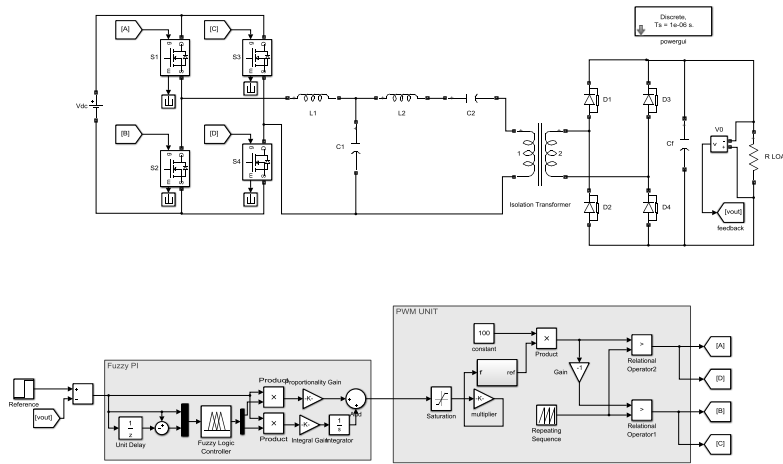 Discrete,
Ts = 1e-06 s.
powergui
[A]
[C]
S1
S3
Vdc
L1
L2
C2
C1
[B]
[D]
S2
S4
1
2
Isolation Transformer
D1
D3
D2
D4
Cf
V0
v
R LOA
[vout]
feedback
Fuzzy PI
Reference
[vout]
1
z
Unit Delay
Fuzzy Logic
Controller
Product
Proportionality Gain
-K-
Product
-K-
Integral Gain
1
s
Integrator
Add
PWM UNIT
Saturation
-K-
multiplier
100
constant
f
ref
Product
-1
Gain
Repeating
Sequence
>
Relational
Operator2
>
Relational
Operator1
[A]
[D]
[B]
[C]